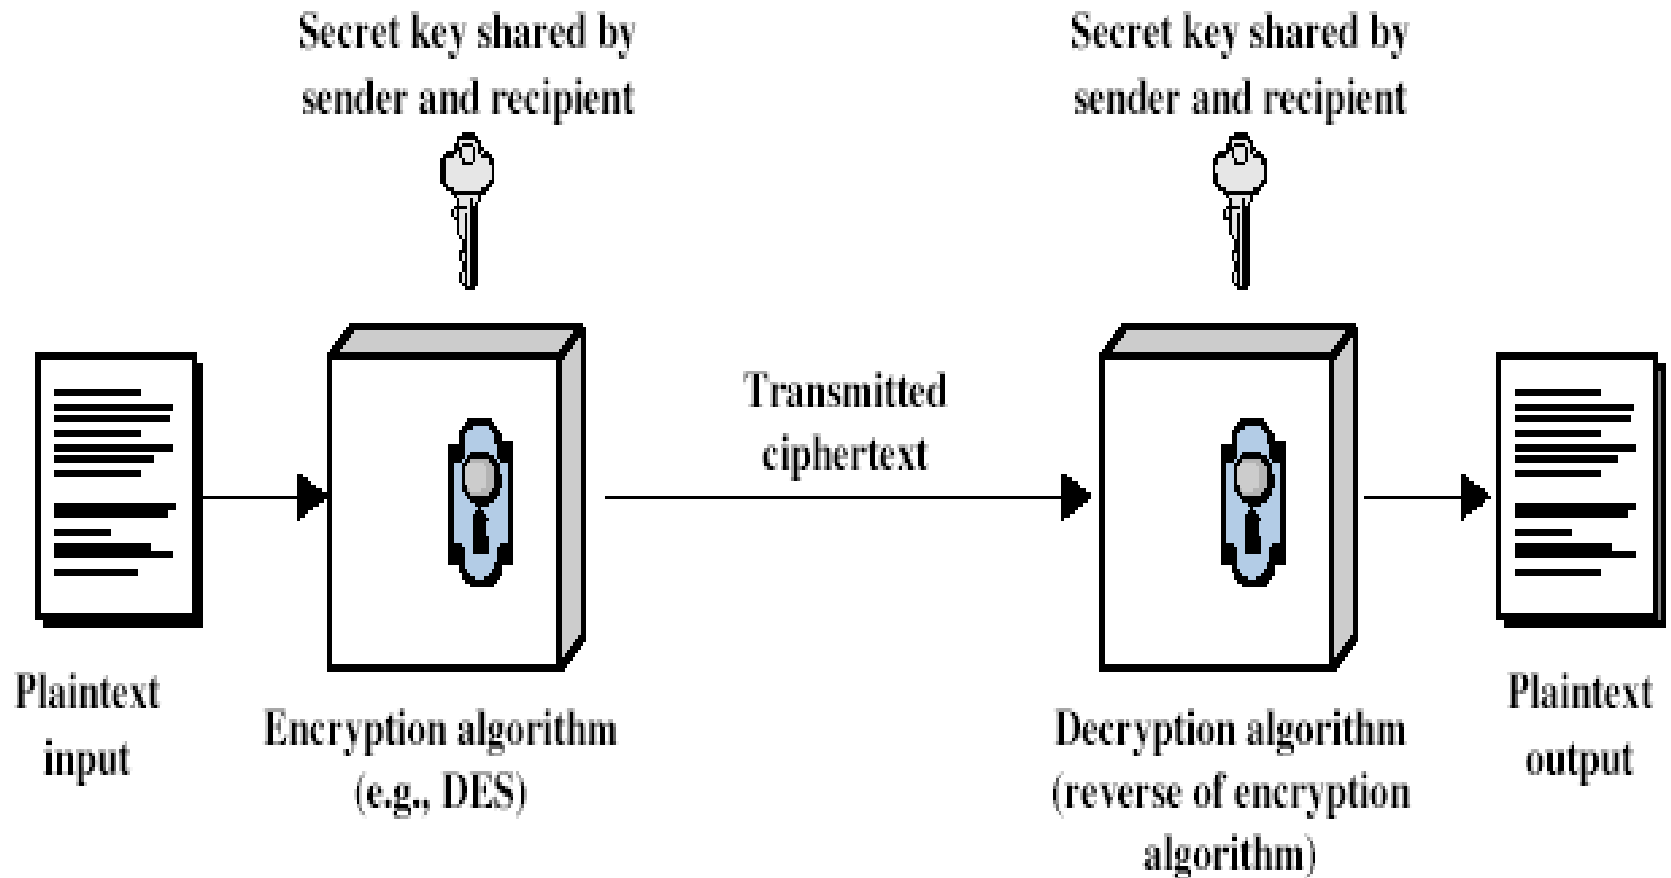 Secret key shared by
sender and recipient
Secret key shared by
sender and recipient
Transmitted
ciphertext
Plaintext
input
Encryption algorithm
(e.g., DES)
Decryption algorithm
(reverse of encryption
algorithm)
Plaintext
output